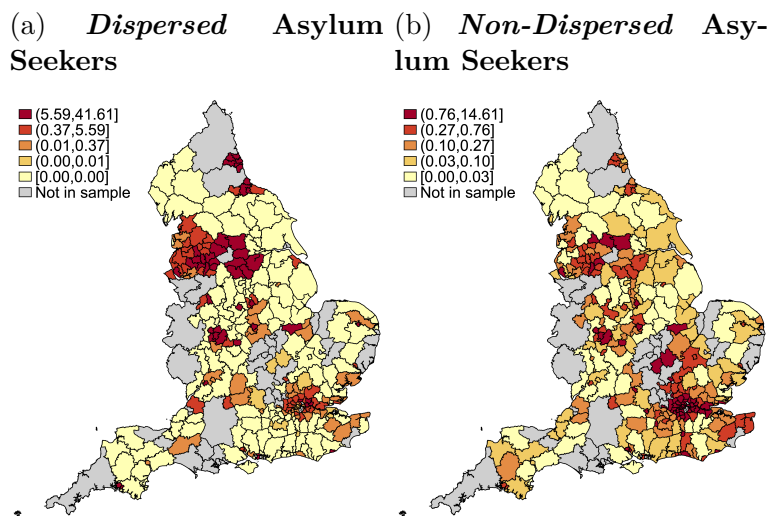 (a) Dispersed Asylum
Seekers
(5.59,41.61]
(0.37,5.59]
(0.01,0.37]
(0.00,0.01]
[0.00,0.00]
Not in sample
(b) Non-Dispersed Asy-
lum Seekers
(0.76,14.61]
(0.27,0.76]
(0.10,0.27]
(0.03,0.10]
[0.00,0.03]
Not in sample